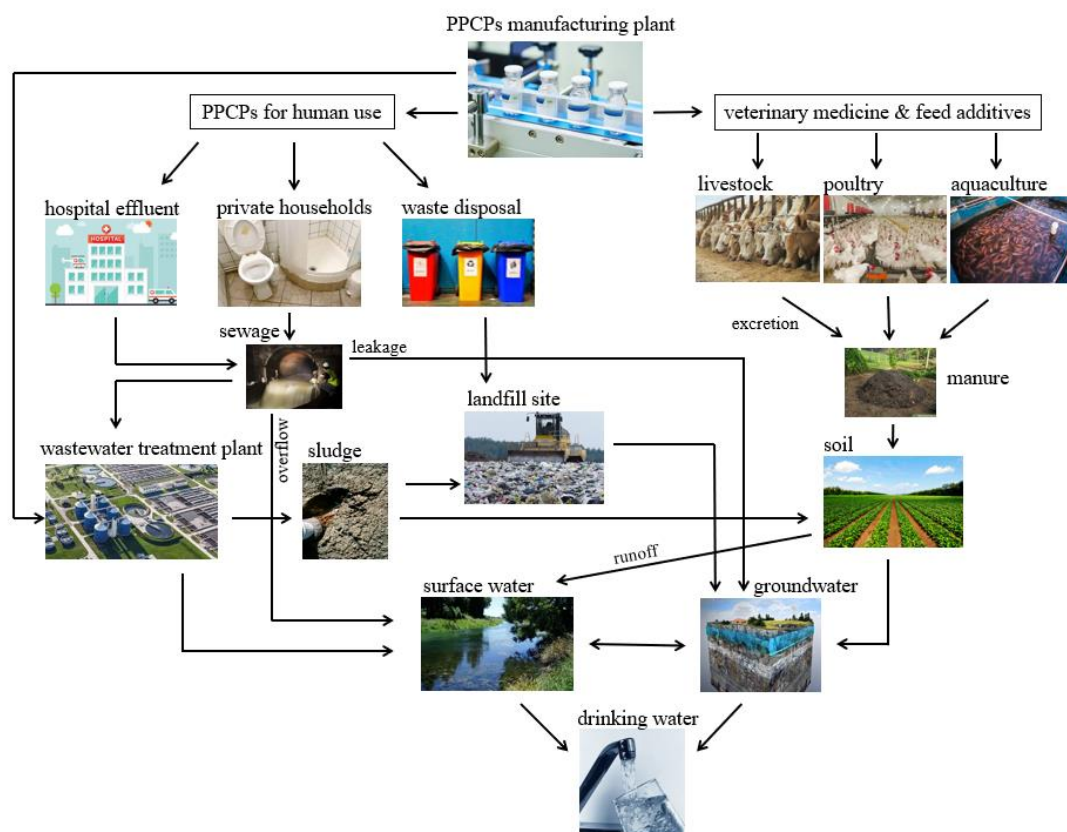 PPCPs manufacturing plant
PPCPs for human use
veterinary medicine & feed additives
hospital effluent
private households
waste disposal
livestock
poultry
aquaculture
HOSPITAL
sewage
leakage
excretion
manure
landfill site
wastewater treatment plant
overflow
sludge
soil
runoff
surface water
groundwater
drinking water